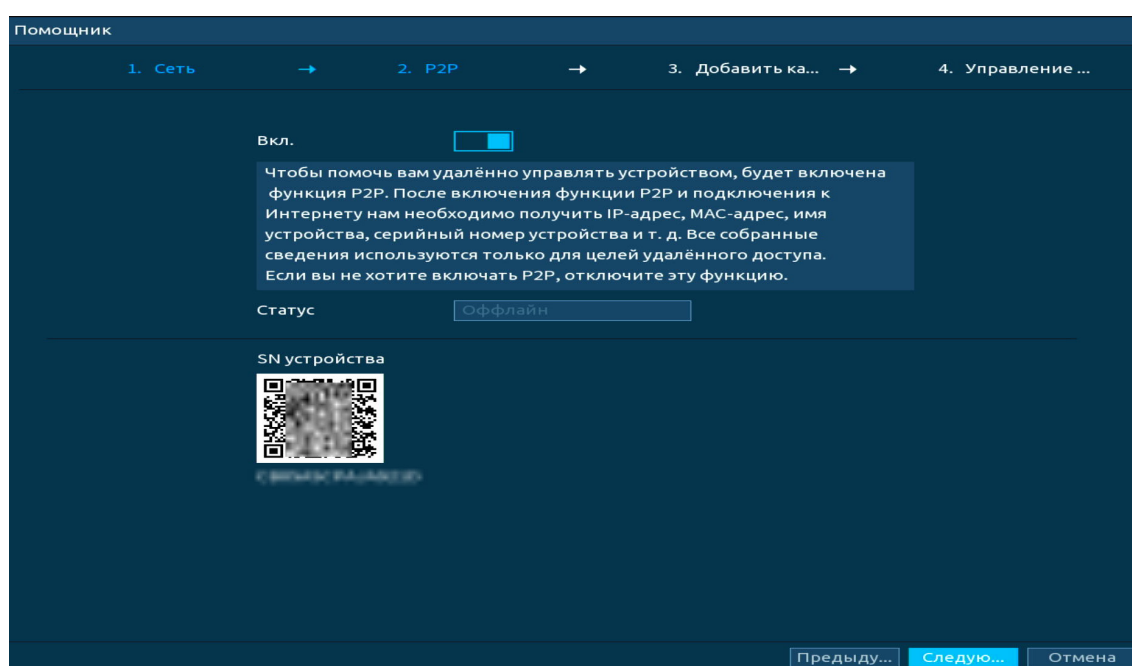 Помощник
1. Сеть → 2. P2P → 3. Добавить ка... → 4. Управление ...
Вкл.
Чтобы помочь вам удалённо управлять устройством, будет включена
функция P2P. После включения функции P2P и подключения к
Интернету нам необходимо получить IP-адрес, MAC-адрес, имя
устройства, серийный номер устройства и т. д. Все собранные
сведения используются только для целей удалённого доступа.
Если вы не хотите включать P2P, отключите эту функцию.
Статус Оффлайн
SN устройства
Предыду... Следую... Отмена